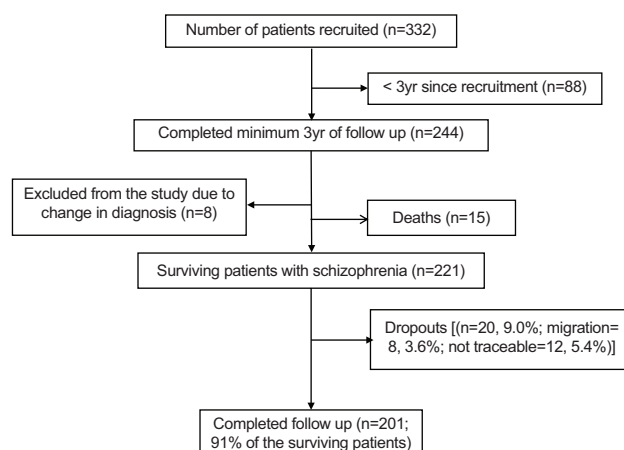 Number of patients recruited (n=332)
< 3yr since recruitment (n=88)
Completed minimum 3yr of follow up (n=244)
Excluded from the study due to
change in diagnosis (n=8)
Deaths (n=15)
Surviving patients with schizophrenia (n=221)
Dropouts [(n=20, 9.0%; migration=
8, 3.6%; not traceable=12, 5.4%)]
Completed follow up (n=201;
91% of the surviving patients)